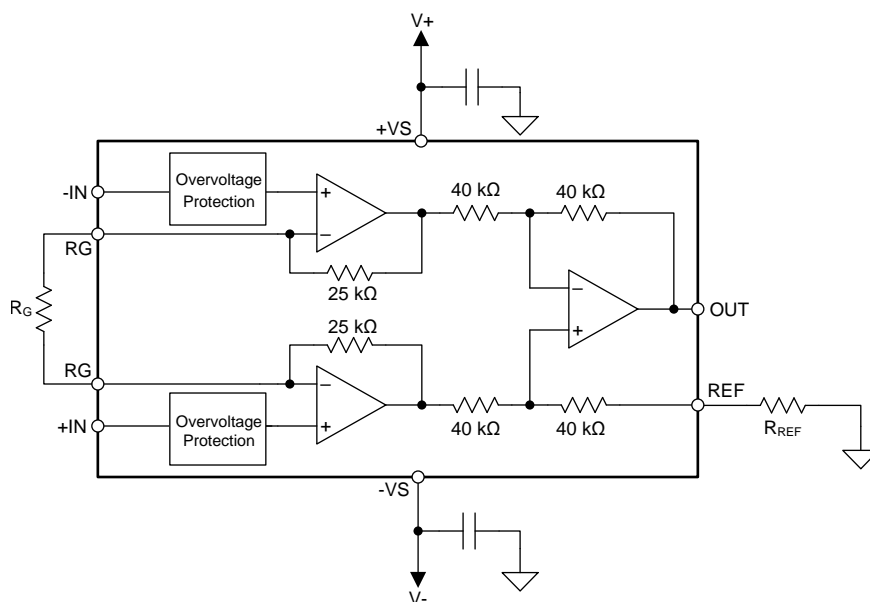 V+
+VS
-IN
Overvoltage
Protection
+
−
40 kΩ
40 kΩ
RG
25 kΩ
RG
−
+
OUT
25 kΩ
RG
−
+
+IN
Overvoltage
Protection
40 kΩ
40 kΩ
REF
RREF
-VS
V-